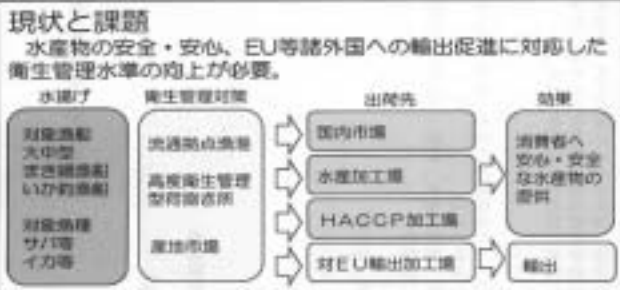 現状と課題
水産物の安全・安心、EU等諸外国への輸出促進に対応した
衛生管理水準の向上が必要。
水揚げ
衛生管理対策
出荷先
効果
対象漁船
大中型
まき網漁船
いか釣漁船
対象魚種
サバ等
イカ等
流通拠点漁港
高度衛生管理
型荷捌き所
産地市場
国内市場
水産加工場
HACCP加工場
対EU輸出加工場
消費者へ
安心・安全
な水産物の
提供
輸出